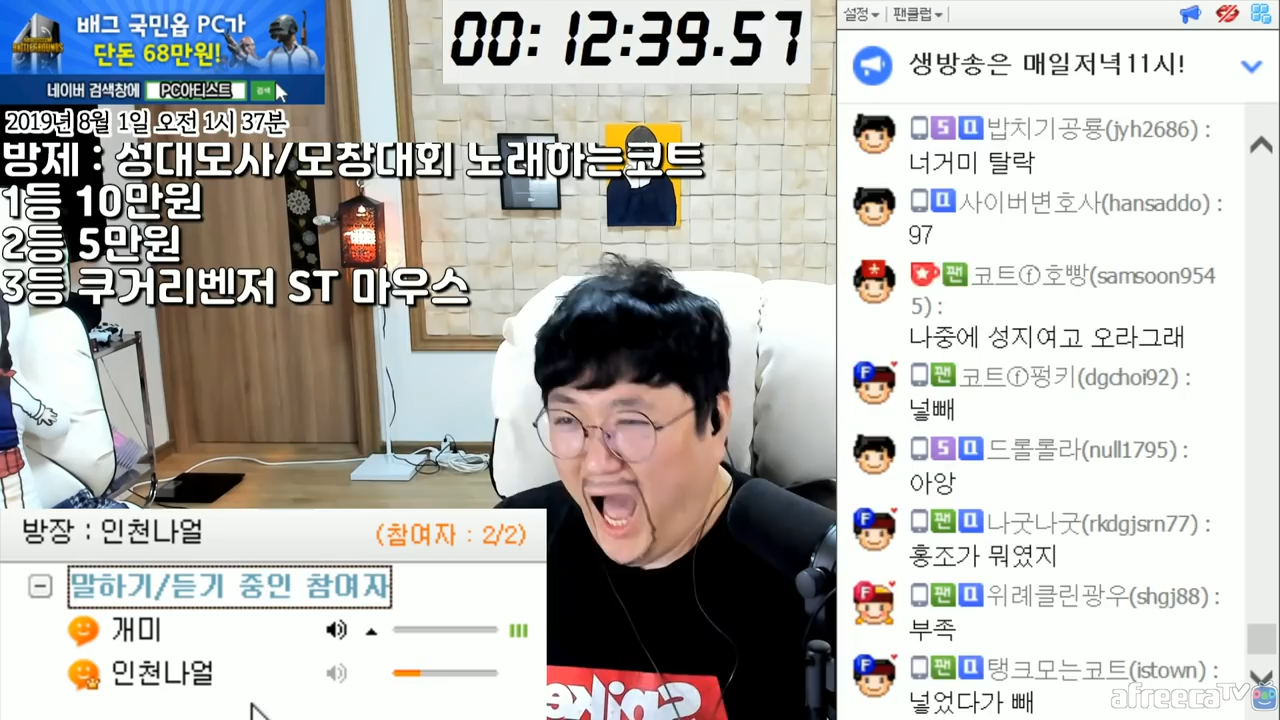 배그 국민옵 PC가
단돈 68만원!
BATTLEGROUNDS
네이버 검색창에 PC아티스트 검색
00:12:39.57
2019년 8월 1일 오전 1시 37분
방제 : 성대모사/모창대회 노래하는코트
1등 10만원
2등 5만원
3등 쿠거리벤저 ST 마우스
방장 : 인천나얼
(참여자 : 2/2)
말하기/듣기 중인 참여자
개미
인천나얼
설정 팬클럽
생방송은 매일저녁11시!
밥치기공룡(jyh2686) :
너거미 탈락
사이버변호사(hansaddo) :
97
팬 코트ⓕ호빵(samsoon954
5) :
나중에 성지여고 오라그래
팬 코트ⓕ펑키(dgchoi92) :
넣빼
드롤롤라(null1795) :
아앙
팬 나굿나굿(rkdgjsrn77) :
홍조가 뭐였지
팬 위례클린광우(shgj88) :
부족
팬 탱크모는코트(istown) :
넣었다가 빼
afreecaTV